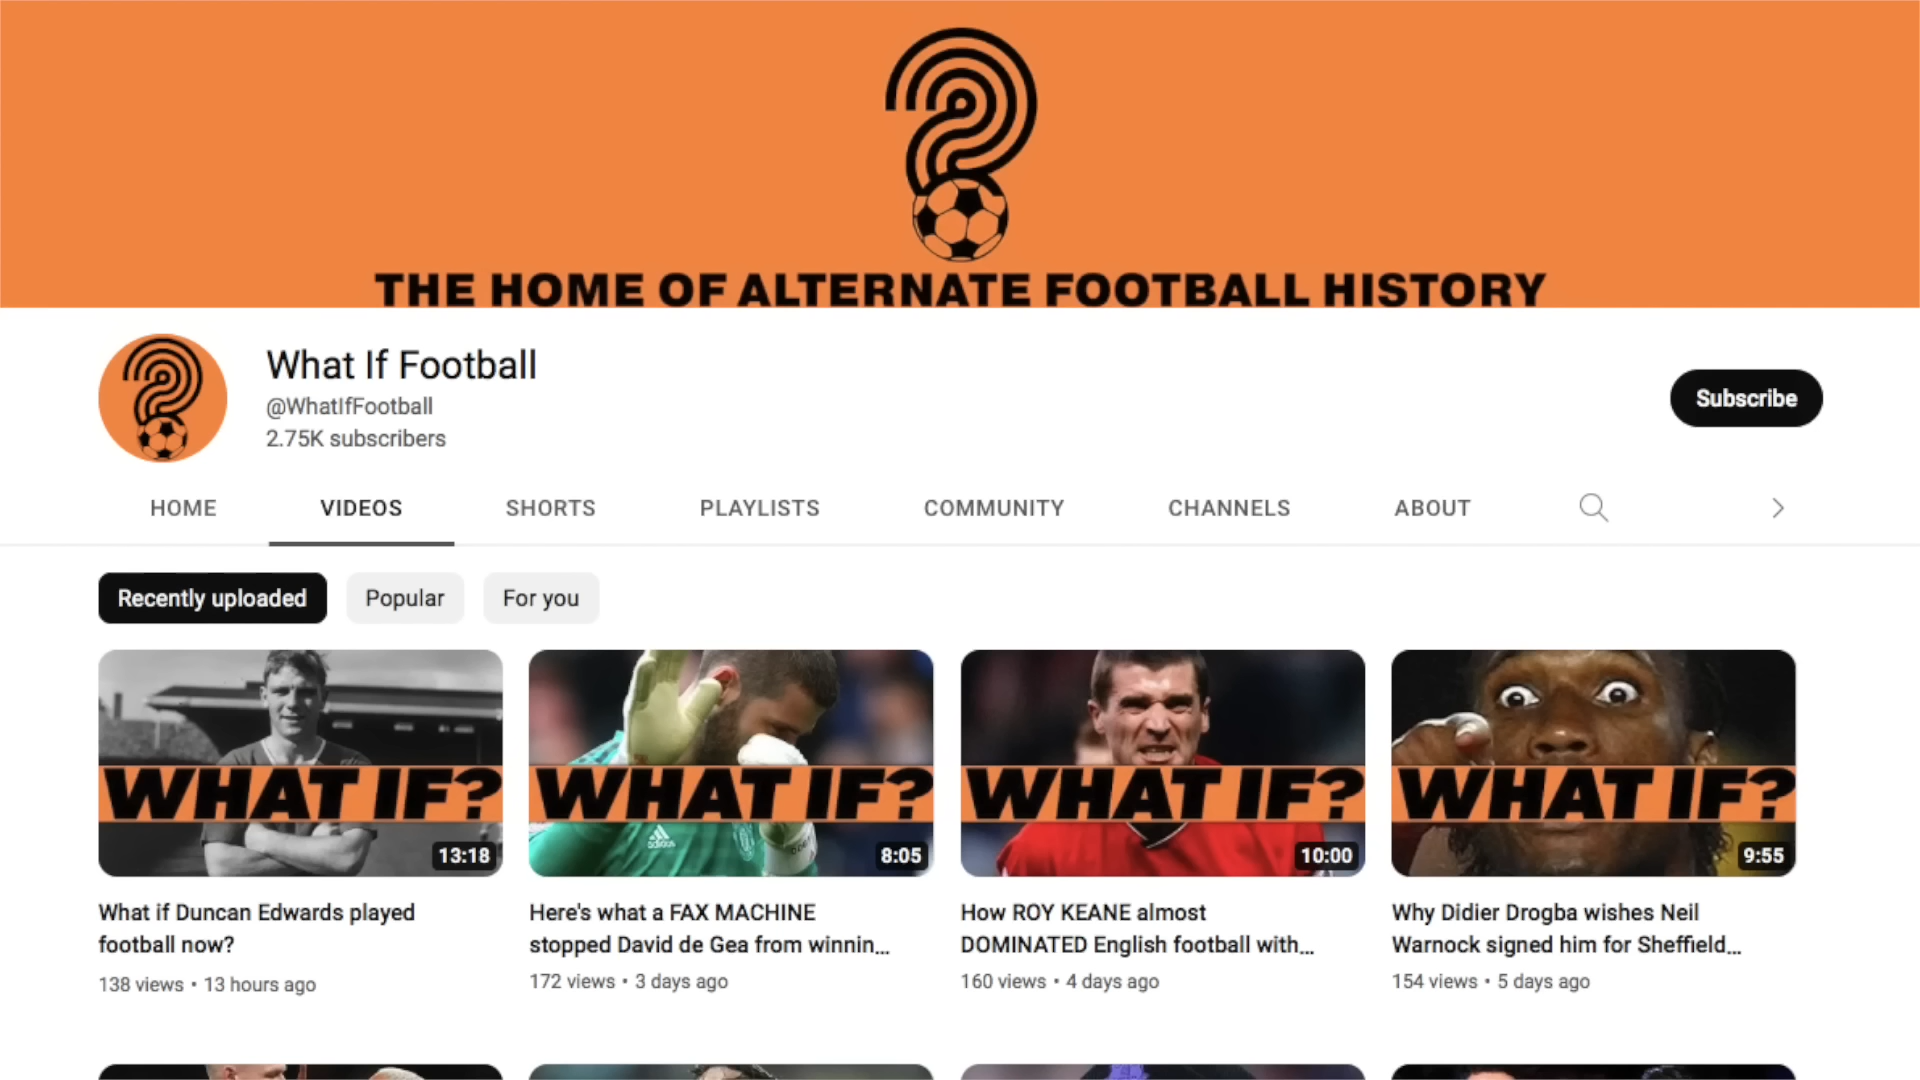 THE HOME OF ALTERNATE FOOTBALL HISTORY
What If Football
@WhatIfFootball
2.75K subscribers
Subscribe
HOME
VIDEOS
SHORTS
PLAYLISTS
COMMUNITY
CHANNELS
ABOUT
Recently uploaded
Popular
For you
WHAT IF?
13:18
What if Duncan Edwards played
football now?
138 views • 13 hours ago
WHAT IF?
adidas
8:05
Here's what a FAX MACHINE
stopped David de Gea from winnin...
172 views • 3 days ago
WHAT IF?
10:00
How ROY KEANE almost
DOMINATED English football with...
160 views • 4 days ago
WHAT IF?
9:55
Why Didier Drogba wishes Neil
Warnock signed him for Sheffield...
154 views • 5 days ago